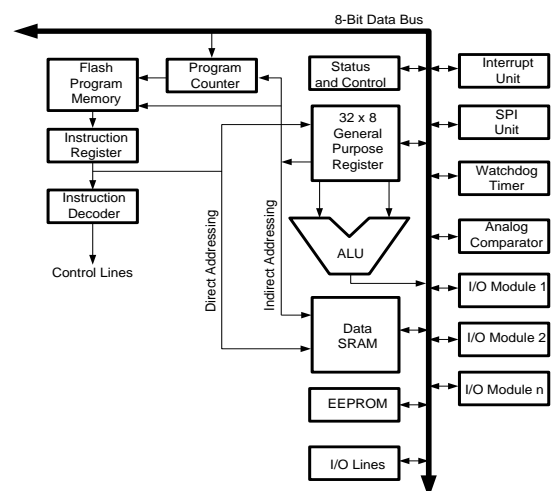 8-Bit Data Bus
Flash
Program
Memory
Program
Counter
Status
and Control
Interrupt
Unit
32 x 8
General
Purpose
Register
SPI
Unit
Instruction
Register
Watchdog
Timer
Instruction
Decoder
Analog
Comparator
Control Lines
Direct Addressing
Indirect Addressing
ALU
I/O Module 1
Data
SRAM
I/O Module 2
I/O Module n
EEPROM
I/O Lines